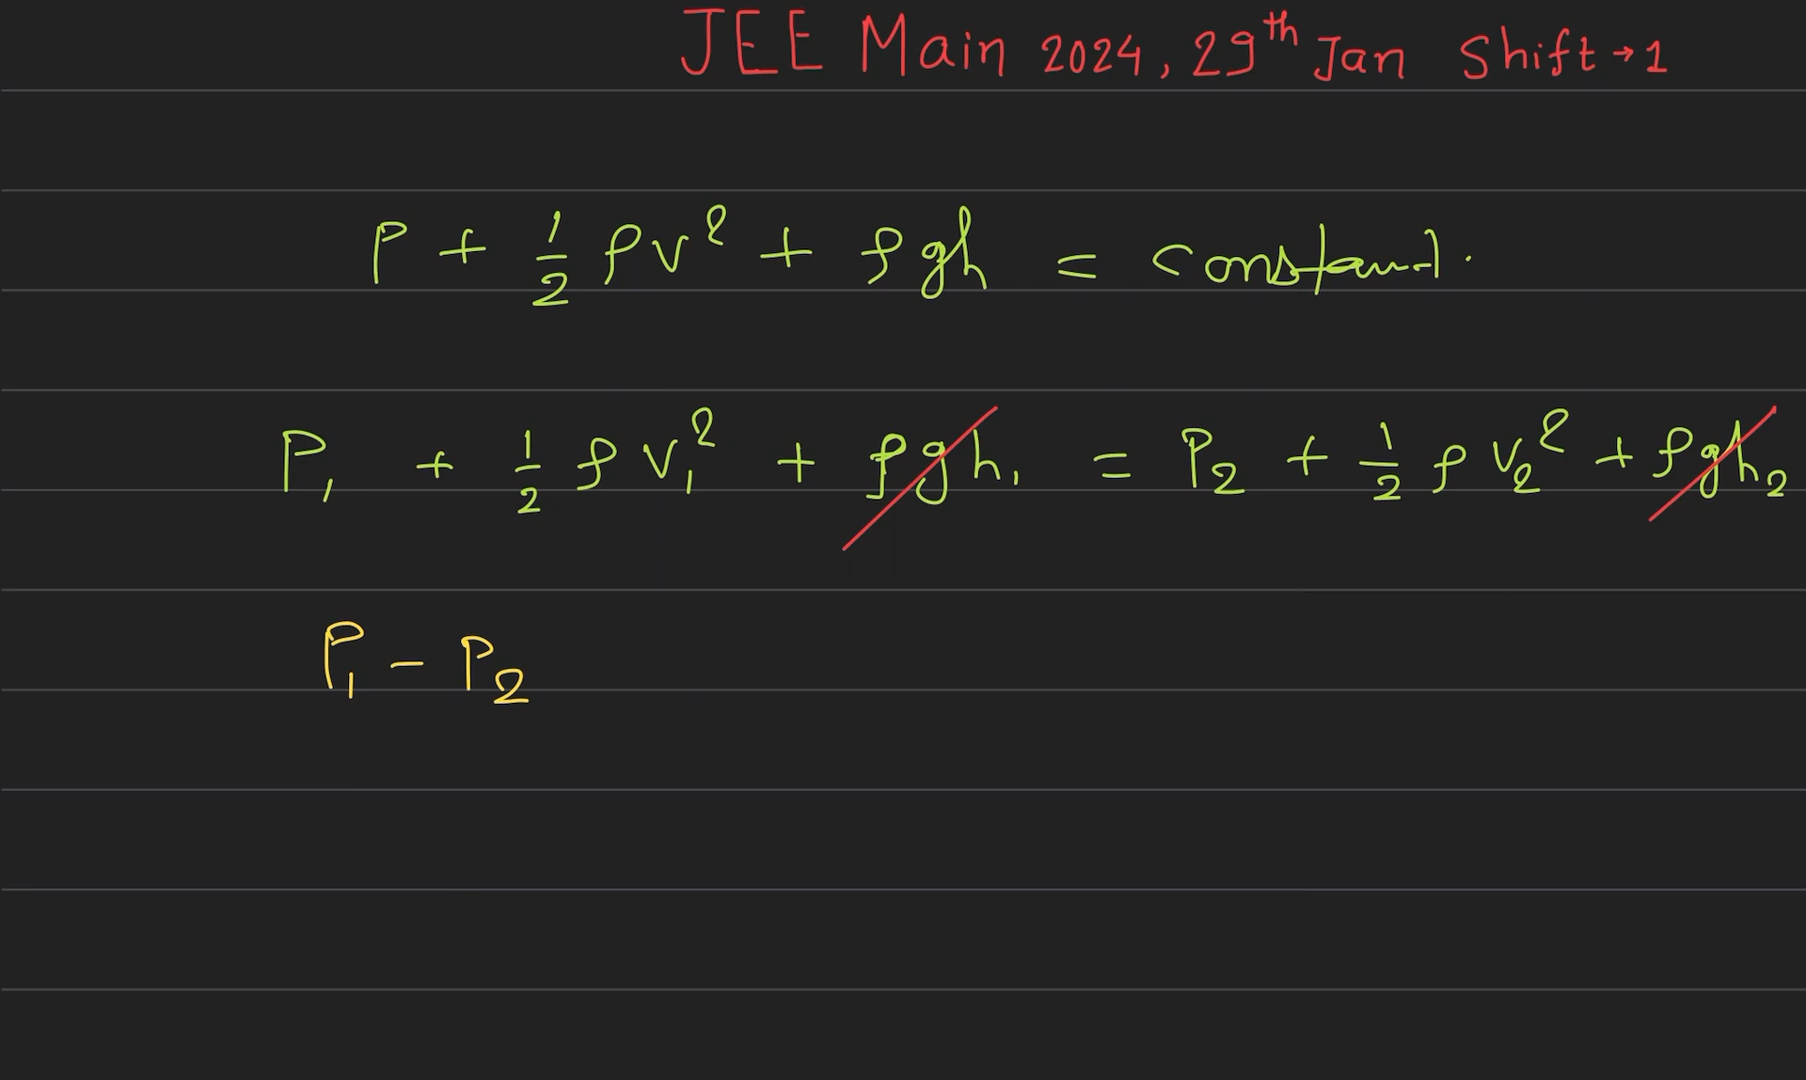 JEE Main 2024, 29th Jan Shift → 1
P + 1/2 ρv² + ρgh = constant.
P₁ + 1/2 ρv₁² + ρgh₁ = P₂ + 1/2 ρv₂² + ρgh₂
P₁ - P₂